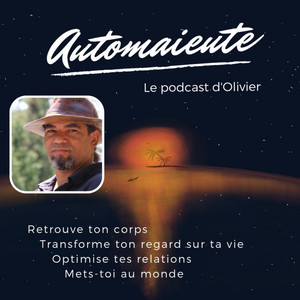 Automaiente
Le podcast d'Olivier
Retrouve ton corps
Transforme ton regard sur ta vie
Optimise tes relations
Mets-toi au monde